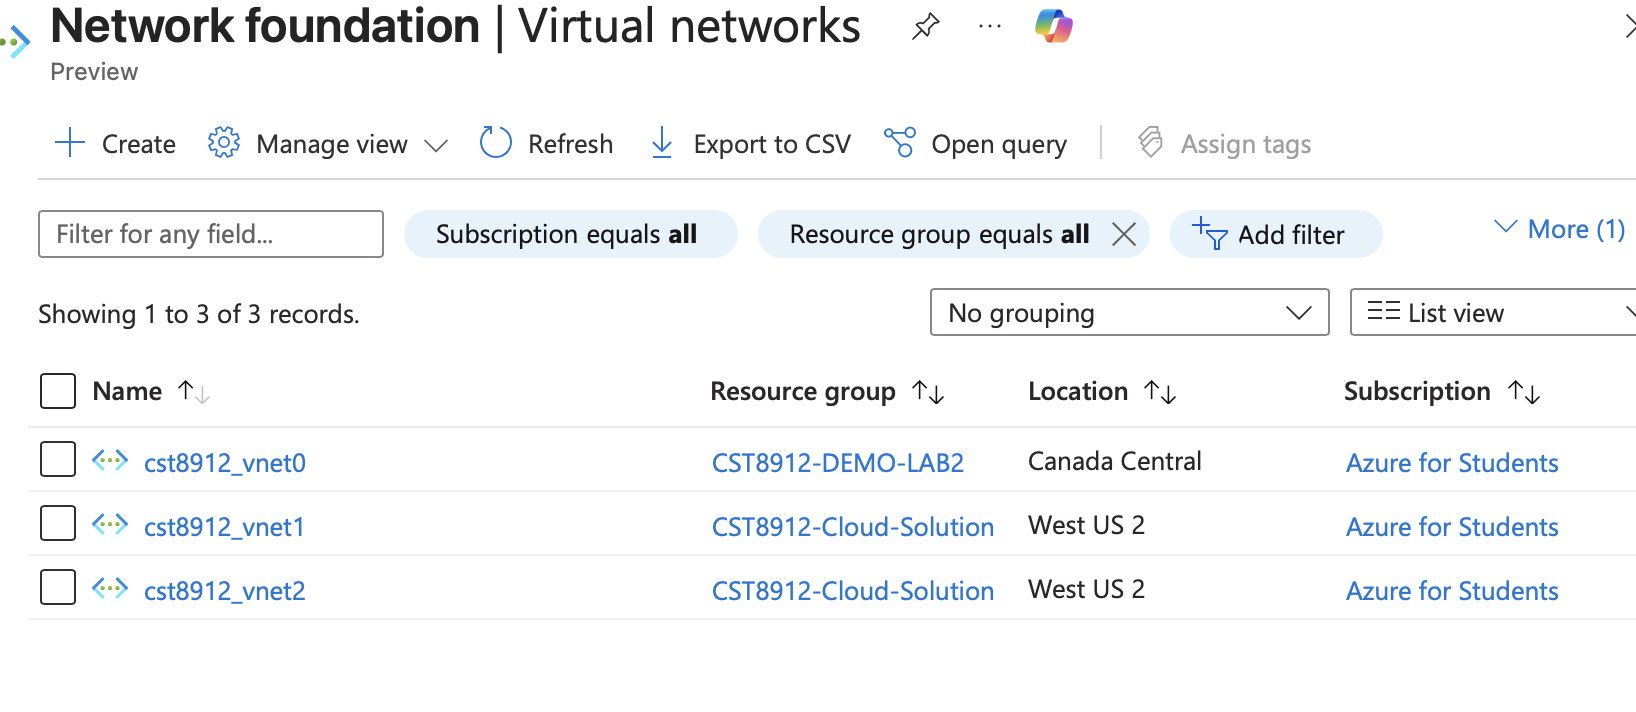 Network foundation | Virtual networks
Preview
Create Manage view Refresh Export to CSV Open query Assign tags
Filter for any field... Subscription equals all Resource group equals all Add filter More (1)
Showing 1 to 3 of 3 records. No grouping List view
Name Resource group Location Subscription
cst8912_vnet0 CST8912-DEMO-LAB2 Canada Central Azure for Students
cst8912_vnet1 CST8912-Cloud-Solution West US 2 Azure for Students
cst8912_vnet2 CST8912-Cloud-Solution West US 2 Azure for Students